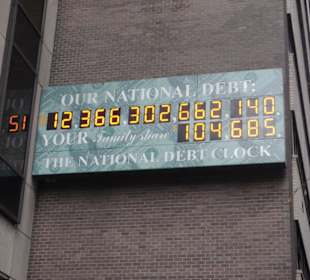 OUR NATIONAL DEBT:
$12,366,302,662,140.
YOUR Family share $104,685.
THE NATIONAL DEBT CLOCK
51